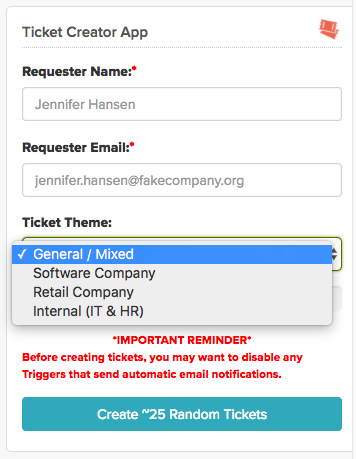 Ticket Creator App
Requester Name:*
Jennifer Hansen
Requester Email:*
jennifer.hansen@fakecompany.org
Ticket Theme:
✓ General / Mixed
Software Company
Retail Company
Internal (IT & HR)
*IMPORTANT REMINDER*
Before creating tickets, you may want to disable any
Triggers that send automatic email notifications.
Create ~25 Random Tickets